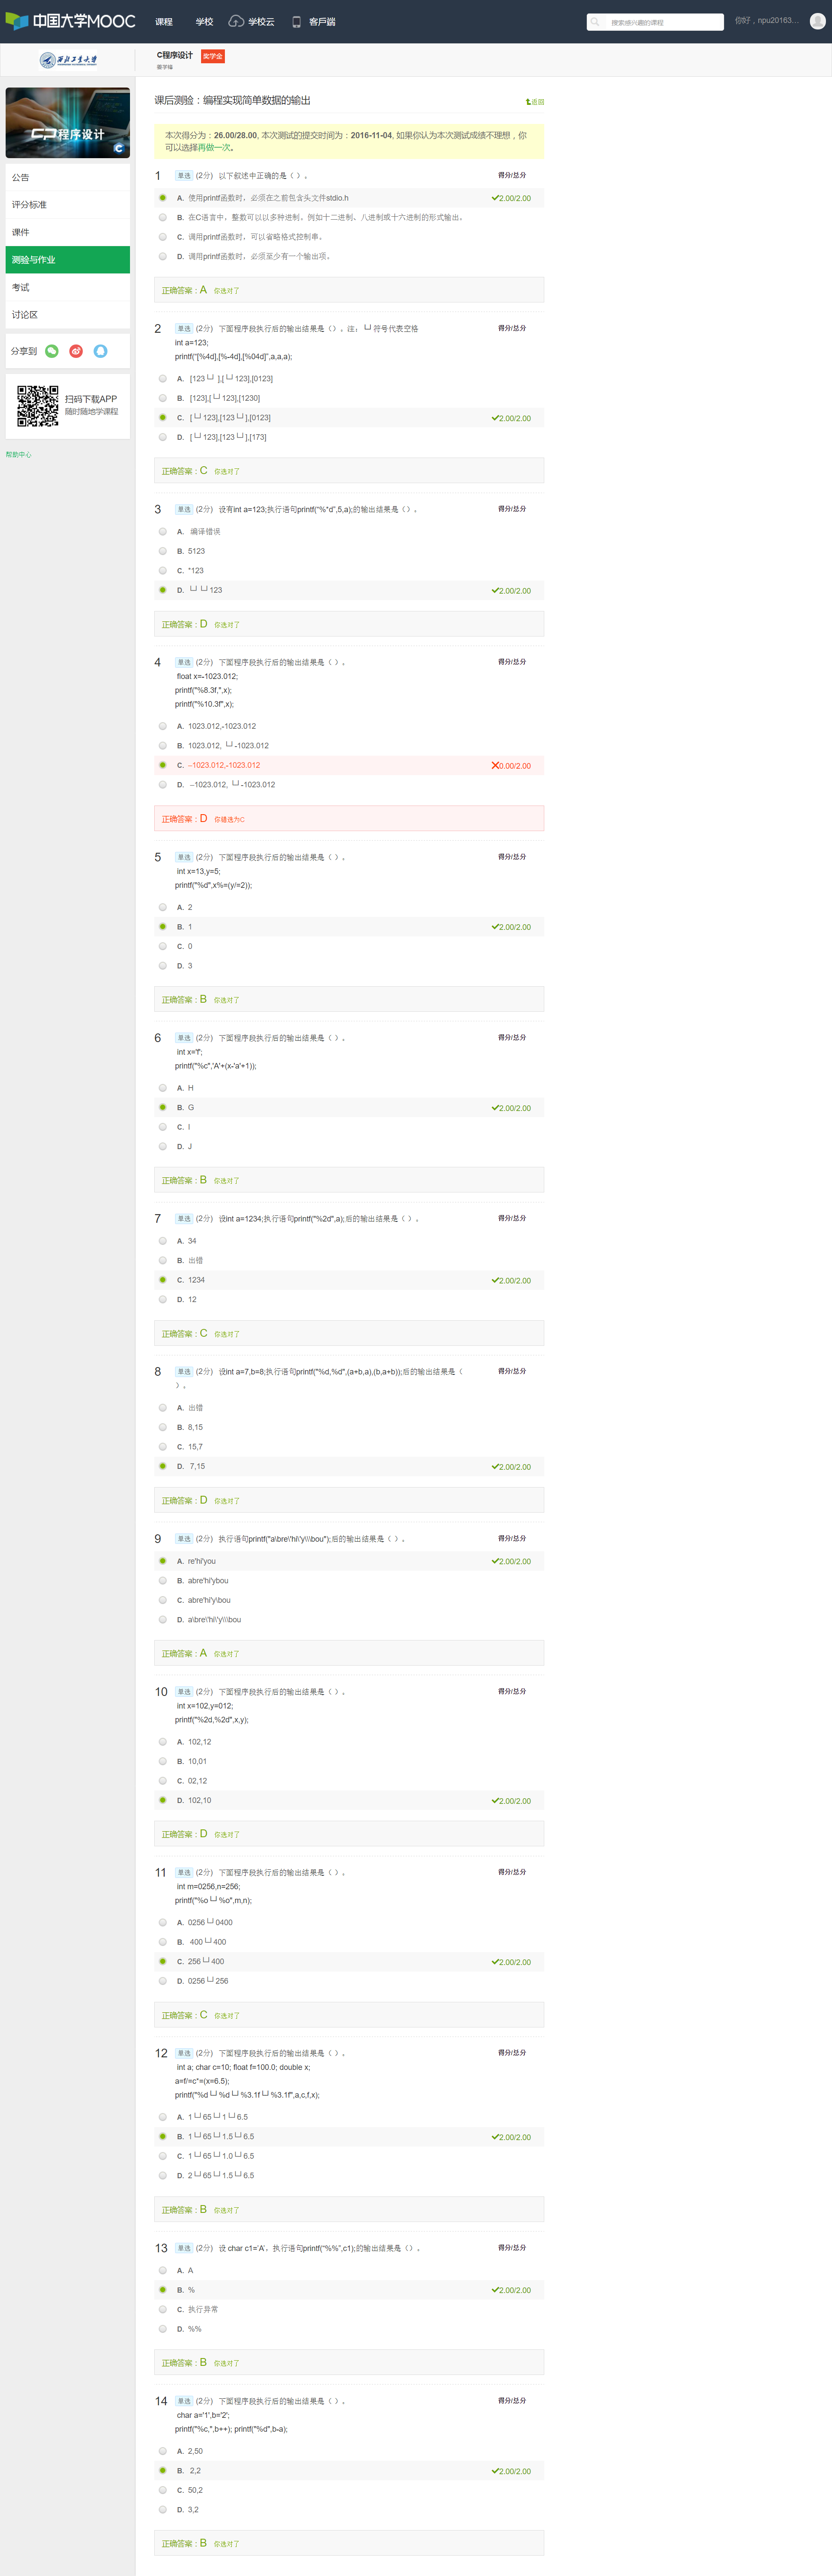 中国大学MOOC 课程 学校 学校云 客户端 搜索感兴趣的课程 你好，npu20163...
西北工业大学 C程序设计 奖学金
姜学锋
C程序设计
公告
评分标准
课件
测验与作业
考试
讨论区
分享到
扫码下载APP
随时随地学课程
帮助中心
课后测验：编程实现简单数据的输出 返回
本次得分为：26.00/28.00, 本次测试的提交时间为：2016-11-04, 如果你认为本次测试成绩不理想，你
可以选择再做一次。
1 单选 (2分) 以下叙述中正确的是（ ）。 得分/总分
A. 使用printf函数时，必须在之前包含头文件stdio.h 2.00/2.00
B. 在C语言中，整数可以以多种进制，例如十二进制，八进制或十六进制的形式输出。
C. 调用printf函数时，可以省略格式控制串。
D. 调用printf函数时，必须至少有一个输出项。
正确答案：A 你选对了
2 单选 (2分) 下面程序段执行后的输出结果是（）。注：└┘符号代表空格 得分/总分
int a=123;
printf(“[%4d],[%-4d],[%04d]”,a,a,a);
A. [123└┘ ],[└┘123],[0123]
B. [123],[└┘123],[1230]
C. [└┘123],[123└┘],[0123] 2.00/2.00
D. [└┘123],[123└┘],[173]
正确答案：C 你选对了
3 单选 (2分) 设有int a=123;执行语句printf(“%*d”,5,a);的输出结果是（）。 得分/总分
A. 编译错误
B. 5123
C. *123
D. └┘└┘123 2.00/2.00
正确答案：D 你选对了
4 单选 (2分) 下面程序段执行后的输出结果是（ ）。 得分/总分
float x=-1023.012;
printf("%8.3f,",x);
printf("%10.3f",x);
A. 1023.012,-1023.012
B. 1023.012, └┘-1023.012
C. –1023.012,-1023.012 0.00/2.00
D. –1023.012, └┘-1023.012
正确答案：D 你错选为C
5 单选 (2分) 下面程序段执行后的输出结果是（ ）。 得分/总分
int x=13,y=5;
printf("%d",x%=(y/=2));
A. 2
B. 1 2.00/2.00
C. 0
D. 3
正确答案：B 你选对了
6 单选 (2分) 下面程序段执行后的输出结果是（ ）。 得分/总分
int x='f';
printf("%c",'A'+(x-'a'+1));
A. H
B. G 2.00/2.00
C. I
D. J
正确答案：B 你选对了
7 单选 (2分) 设int a=1234;执行语句printf("%2d",a);后的输出结果是（ ）。 得分/总分
A. 34
B. 出错
C. 1234 2.00/2.00
D. 12
正确答案：C 你选对了
8 单选 (2分) 设int a=7,b=8;执行语句printf("%d,%d",(a+b,a),(b,a+b));后的输出结果是（ 得分/总分
）。
A. 出错
B. 8,15
C. 15,7
D. 7,15 2.00/2.00
正确答案：D 你选对了
9 单选 (2分) 执行语句printf("a\bre\'hi\'y\\\bou");后的输出结果是（ ）。 得分/总分
A. re'hi'you 2.00/2.00
B. abre'hi'ybou
C. abre'hi'y\bou
D. a\bre\'hi\'y\\\bou
正确答案：A 你选对了
10 单选 (2分) 下面程序段执行后的输出结果是（ ）。 得分/总分
int x=102,y=012;
printf("%2d,%2d",x,y);
A. 102,12
B. 10,01
C. 02,12
D. 102,10 2.00/2.00
正确答案：D 你选对了
11 单选 (2分) 下面程序段执行后的输出结果是（ ）。 得分/总分
int m=0256,n=256;
printf("%o└┘%o",m,n);
A. 0256└┘0400
B. 400└┘400
C. 256└┘400 2.00/2.00
D. 0256└┘256
正确答案：C 你选对了
12 单选 (2分) 下面程序段执行后的输出结果是（ ）。 得分/总分
int a; char c=10; float f=100.0; double x;
a=f/=c*=(x=6.5);
printf("%d└┘%d└┘%3.1f└┘%3.1f",a,c,f,x);
A. 1└┘65└┘1└┘6.5
B. 1└┘65└┘1.5└┘6.5 2.00/2.00
C. 1└┘65└┘1.0└┘6.5
D. 2└┘65└┘1.5└┘6.5
正确答案：B 你选对了
13 单选 (2分) 设 char c1='A'，执行语句printf(“%%”,c1);的输出结果是（）。 得分/总分
A. A
B. % 2.00/2.00
C. 执行异常
D. %%
正确答案：B 你选对了
14 单选 (2分) 下面程序段执行后的输出结果是（ ）。 得分/总分
char a='1',b='2';
printf("%c,",b++); printf("%d",b-a);
A. 2,50
B. 2,2 2.00/2.00
C. 50,2
D. 3,2
正确答案：B 你选对了